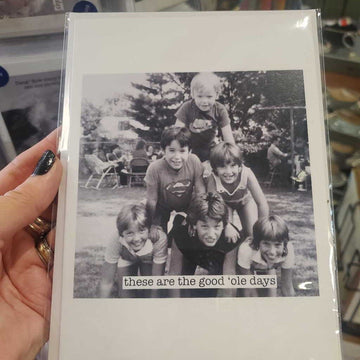 these are the good 'ole days